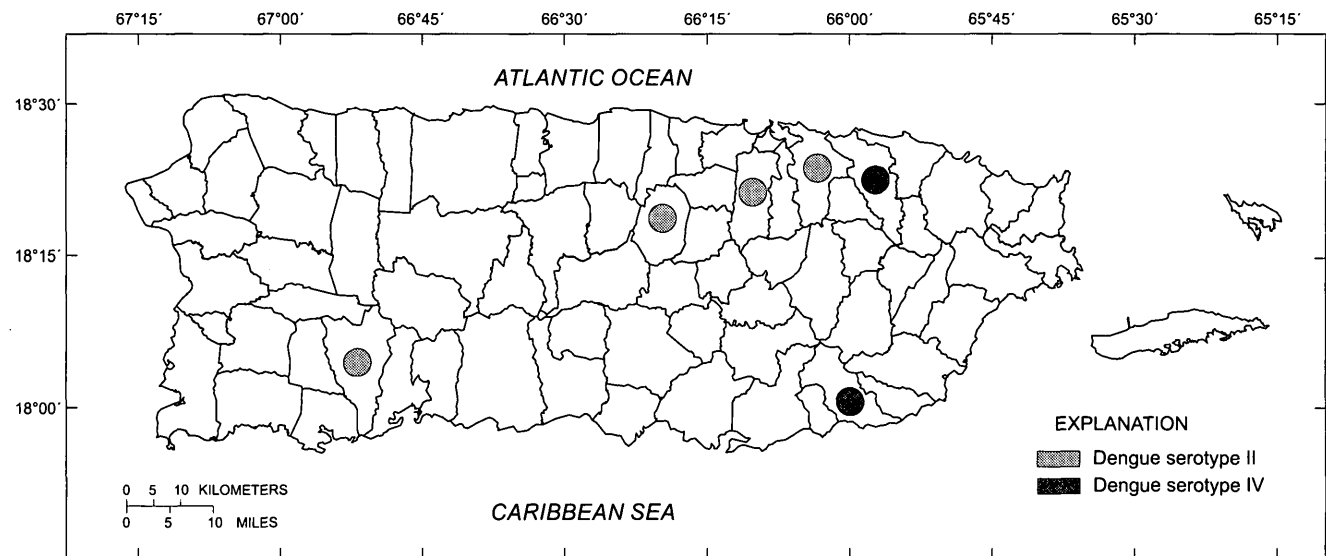 67°15´ 67°00´ 66°45´ 66°30´ 66°15´ 66°00´ 65°45´ 65°30´ 65°15´
ATLANTIC OCEAN
18°30´
18°15´
18°00´
EXPLANATION
Dengue serotype II
Dengue serotype IV
0 5 10 KILOMETERS
0 5 10 MILES
CARIBBEAN SEA